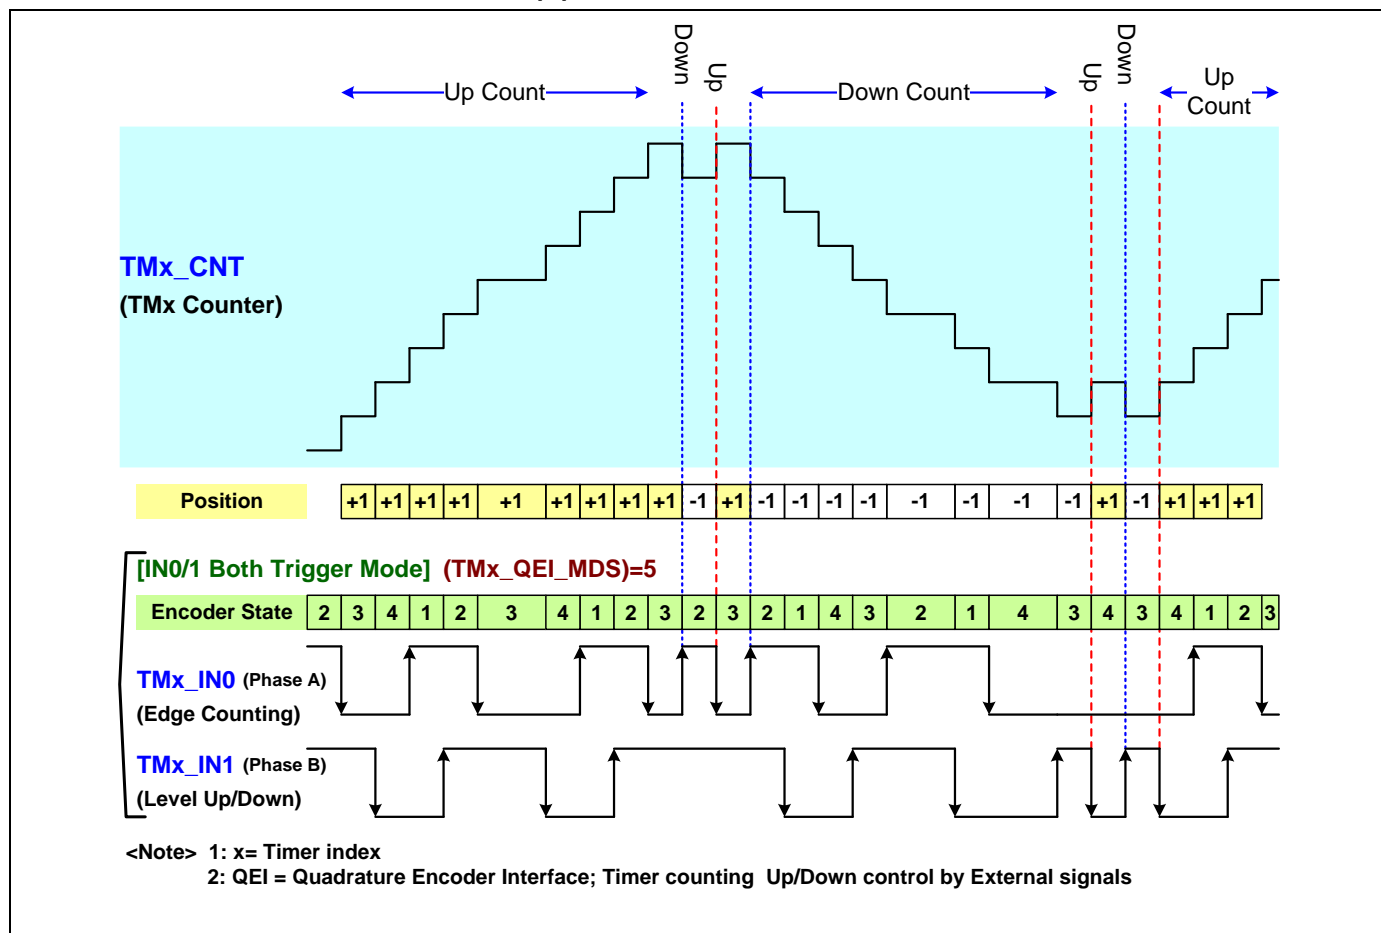 Down
Up
Up Count
Down Count
Up
Down
Up
Count
TMx_CNT
(TMx Counter)
Position +1 +1 +1 +1 +1 +1 +1 +1 +1 -1 +1 -1 -1 -1 -1 -1 -1 -1 -1 +1 -1 +1 +1 +1
[IN0/1 Both Trigger Mode] (TMx_QEI_MDS)=5
Encoder State 2 3 4 1 2 3 4 1 2 3 2 3 2 1 4 3 2 1 4 3 4 3 4 1 2 3
TMx_IN0 (Phase A)
(Edge Counting)
TMx_IN1 (Phase B)
(Level Up/Down)
<Note> 1: x= Timer index
2: QEI = Quadrature Encoder Interface; Timer counting Up/Down control by External signals